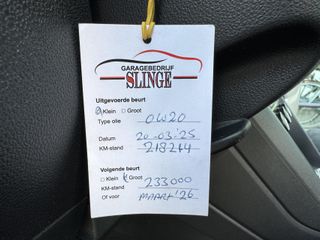 GARAGEBEDRIJF
SLINGE
Uitgevoerde beurt
Klein Groot
Type olie 0W20
Datum 20-03-'25
KM-stand 218244
Volgende beurt
Klein Groot
KM-stand 233000
Of voor MAART '26